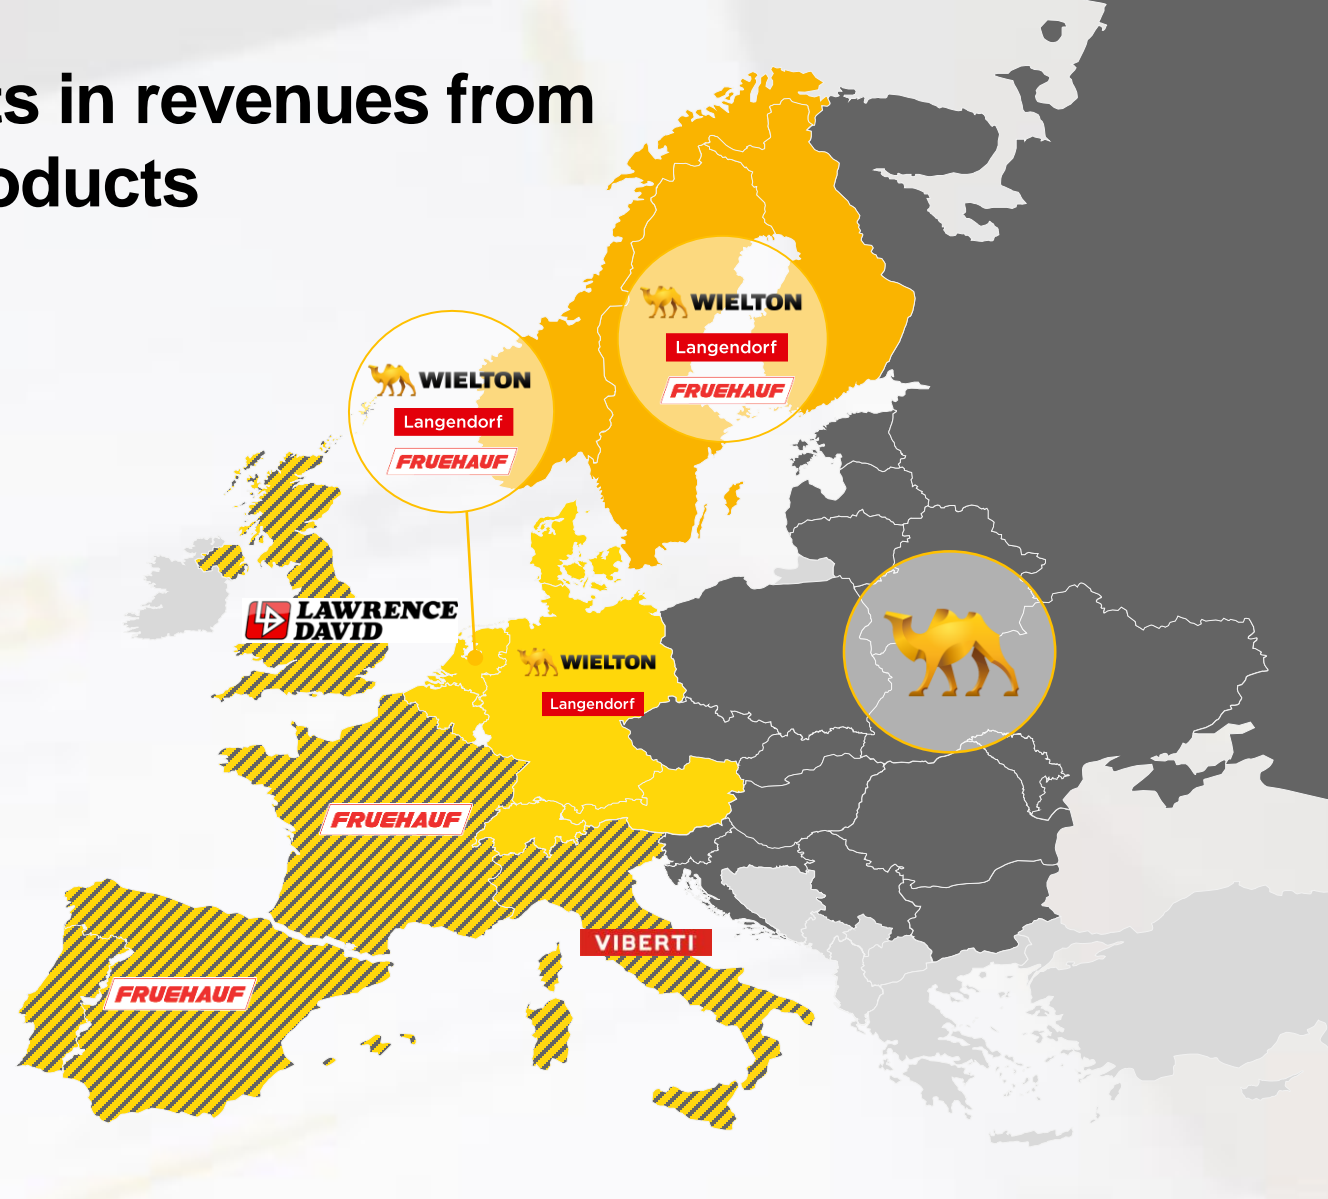 ts in revenues from
oducts
WIELTON
Langendorf
FRUEHAUF
WIELTON
Langendorf
FRUEHAUF
LAWRENCE
DAVID
WIELTON
Langendorf
FRUEHAUF
VIBERTI
FRUEHAUF